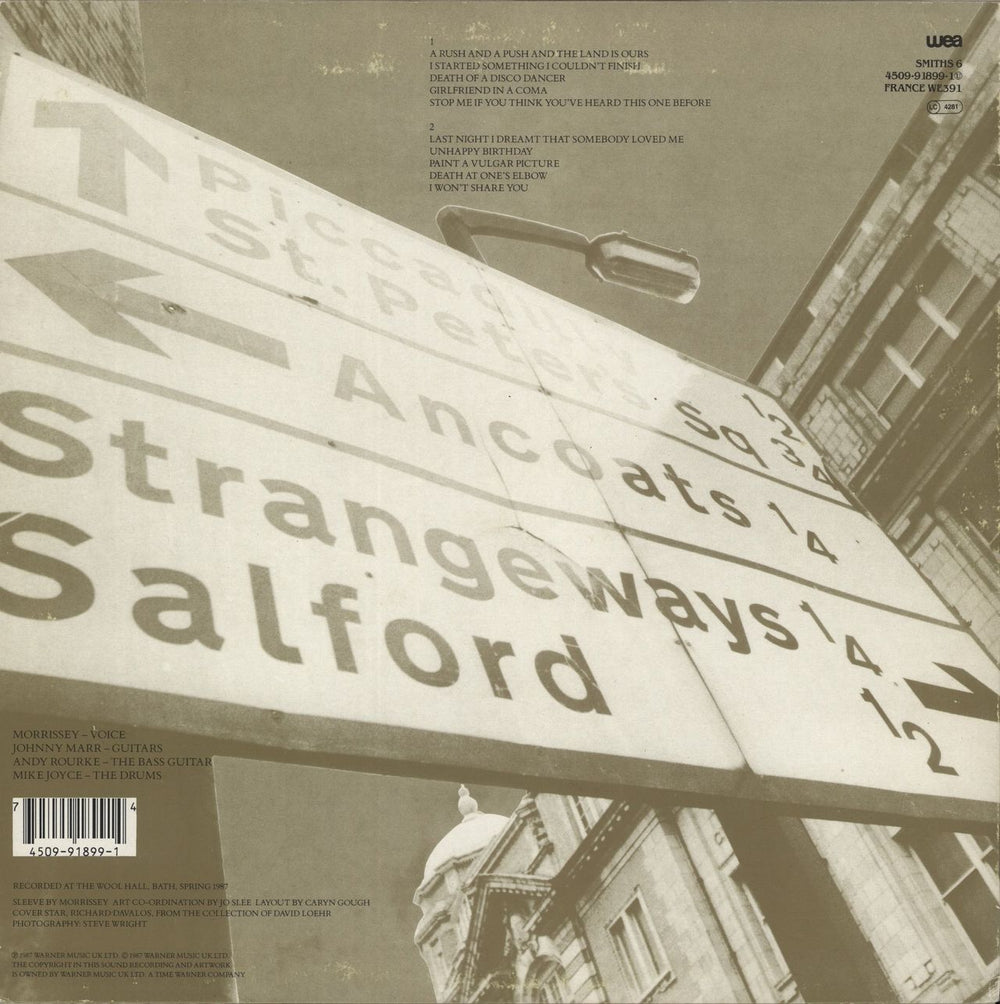 1
A RUSH AND A PUSH AND THE LAND IS OURS
I STARTED SOMETHING I COULDN'T FINISH
DEATH OF A DISCO DANCER
GIRLFRIEND IN A COMA
STOP ME IF YOU THINK YOU'VE HEARD THIS ONE BEFORE
2
LAST NIGHT I DREAMT THAT SOMEBODY LOVED ME
UNHAPPY BIRTHDAY
PAINT A VULGAR PICTURE
DEATH AT ONE'S ELBOW
I WON'T SHARE YOU
wea
SMITHS 6
4509-91899-1
FRANCE WE391
LC 4281
Piccadilly 1/2
St. Peters Sq 3/4
Ancoats 1/4
Strangeways 1/4
Salford 1/2
MORRISSEY – VOICE
JOHNNY MARR – GUITARS
ANDY ROURKE – THE BASS GUITAR
MIKE JOYCE – THE DRUMS
7 4
4509-91899-1
RECORDED AT THE WOOL HALL, BATH, SPRING 1987
SLEEVE BY MORRISSEY ART CO-ORDINATION BY JO SLEE LAYOUT BY CARYN GOUGH
COVER STAR, RICHARD DAVALOS, FROM THE COLLECTION OF DAVID LOEHR
PHOTOGRAPHY: STEVE WRIGHT
℗ 1987 WARNER MUSIC UK LTD. © 1987 WARNER MUSIC UK LTD.
THE COPYRIGHT IN THIS SOUND RECORDING AND ARTWORK
IS OWNED BY WARNER MUSIC UK LTD. A TIME WARNER COMPANY